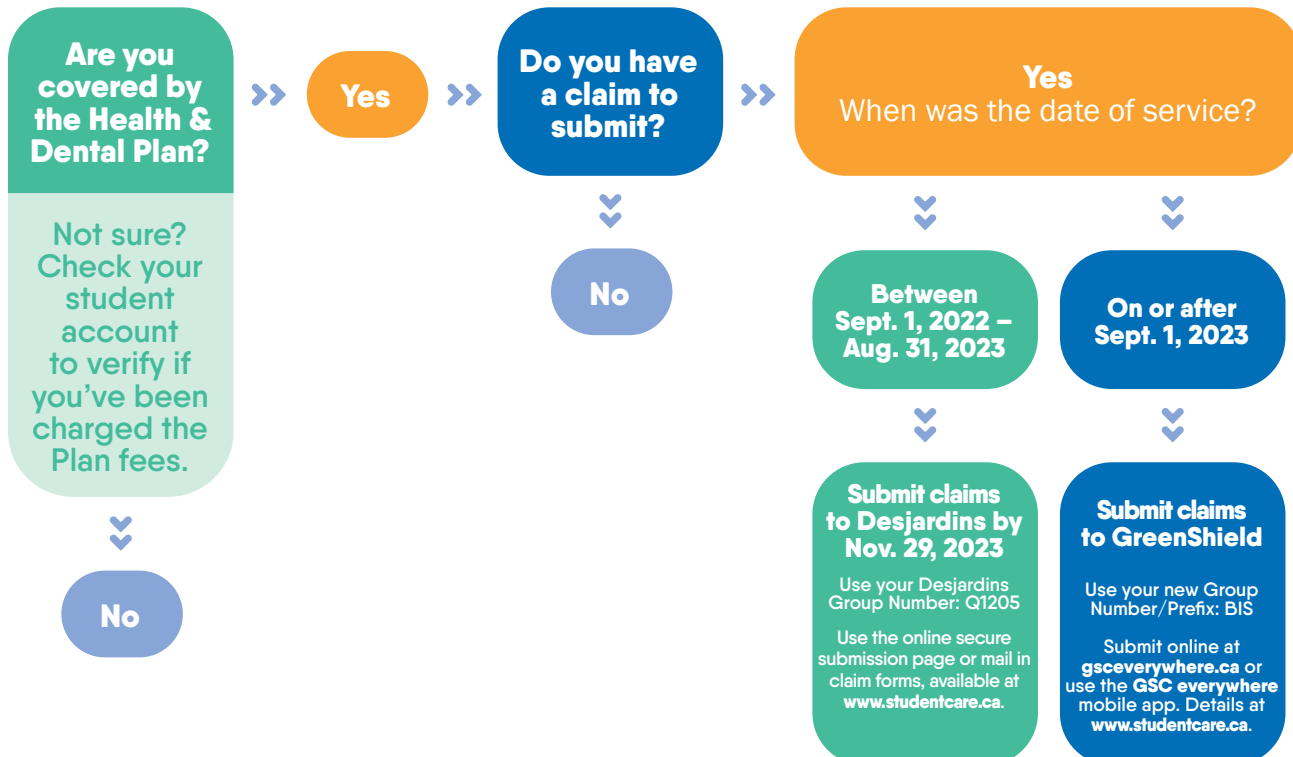 Are you
covered by
the Health &
Dental Plan?
Not sure?
Check your
student
account
to verify if
you’ve been
charged the
Plan fees.
No
Yes
Do you have
a claim to
submit?
No
Yes
When was the date of service?
Between
Sept. 1, 2022 –
Aug. 31, 2023
Submit claims
to Desjardins by
Nov. 29, 2023
Use your Desjardins
Group Number: Q1205
Use the online secure
submission page or mail in
claim forms, available at
www.studentcare.ca.
On or after
Sept. 1, 2023
Submit claims
to GreenShield
Use your new Group
Number/Prefix: BIS
Submit online at
gsceverywhere.ca or
use the GSC everywhere
mobile app. Details at
www.studentcare.ca.